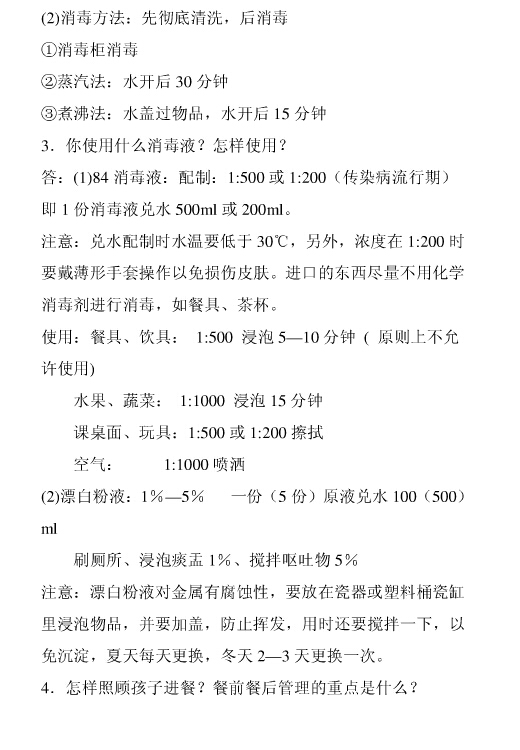 (2)消毒方法：先彻底清洗，后消毒
①消毒柜消毒
②蒸汽法：水开后 30 分钟
③煮沸法：水盖过物品，水开后 15 分钟
3．你使用什么消毒液？怎样使用？
答：(1)84 消毒液：配制：1:500 或 1:200（传染病流行期）
即 1 份消毒液兑水 500ml 或 200ml。
注意：兑水配制时水温要低于 30℃，另外，浓度在 1:200 时
要戴薄形手套操作以免损伤皮肤。进口的东西尽量不用化学
消毒剂进行消毒，如餐具、茶杯。
使用：餐具、饮具： 1:500 浸泡 5—10 分钟（ 原则上不允
许使用)
水果、蔬菜： 1:1000 浸泡 15 分钟
课桌面、玩具：1:500 或 1:200 擦拭
空气： 1:1000 喷洒
(2)漂白粉液：1％—5％ 一份（5 份）原液兑水 100（500）
ml
刷厕所、浸泡痰盂 1％、搅拌呕吐物 5％
注意：漂白粉液对金属有腐蚀性，要放在瓷器或塑料桶瓷缸
里浸泡物品，并要加盖，防止挥发，用时还要搅拌一下，以
免沉淀，夏天每天更换，冬天 2—3 天更换一次。
4．怎样照顾孩子进餐？餐前餐后管理的重点是什么？